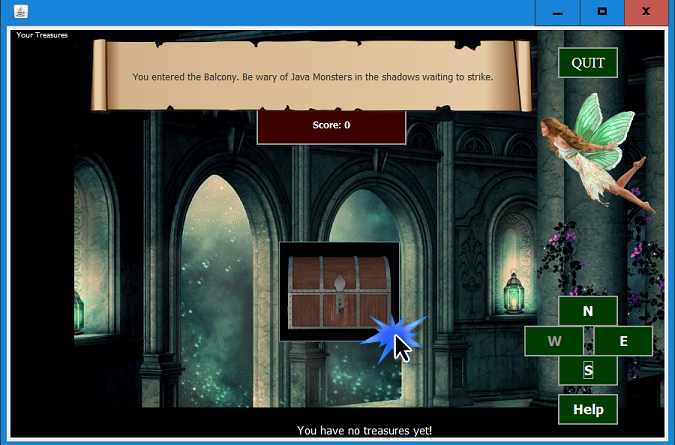 Your Treasures
You entered the Balcony. Be wary of Java Monsters in the shadows waiting to strike.
QUIT
Score: 0
N
W
E
S
Help
You have no treasures yet!